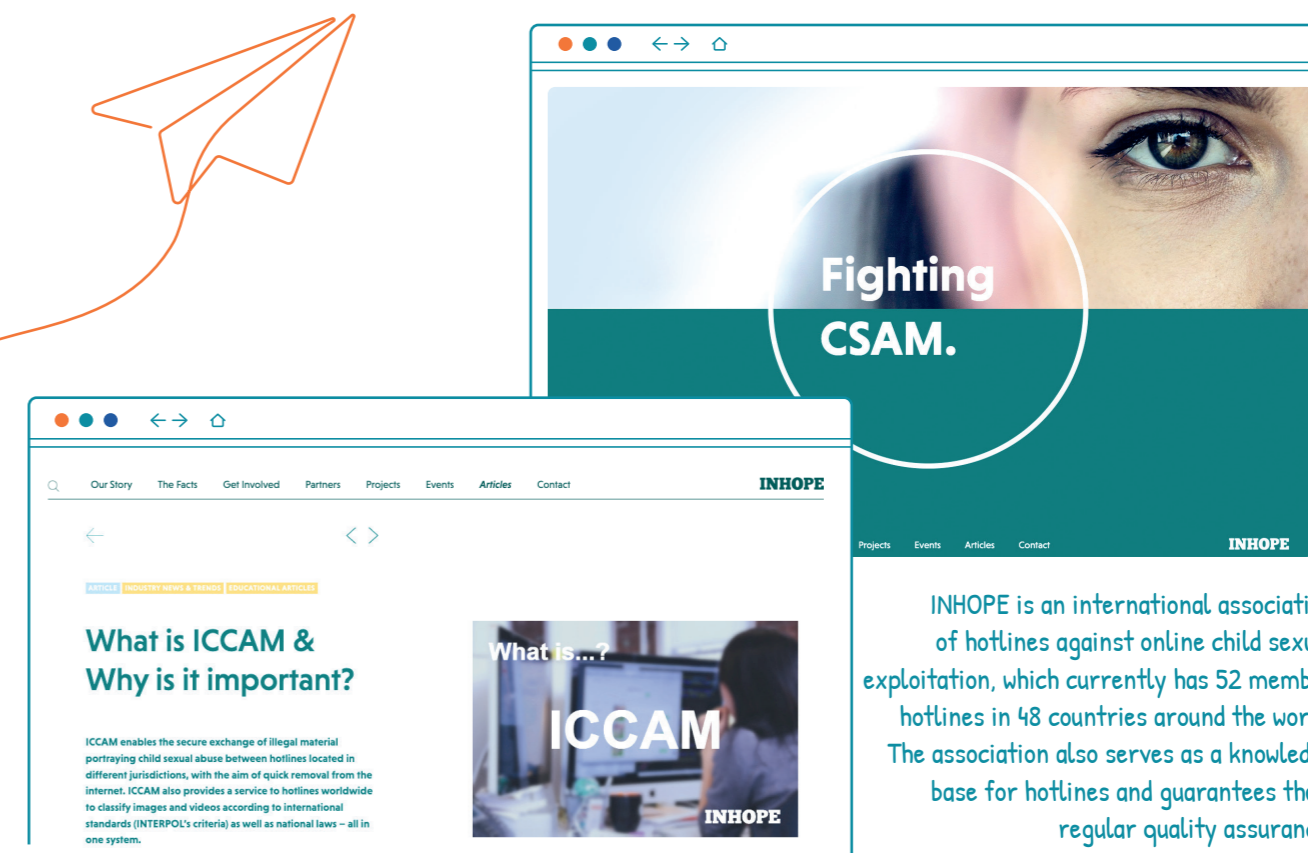 Fighting
CSAM.
Projects Events Articles Contact INHOPE
Our Story The Facts Get Involved Partners Projects Events Articles Contact INHOPE
ARTICLE INDUSTRY NEWS & TRENDS EDUCATIONAL ARTICLES
What is ICCAM &
Why is it important?
ICCAM enables the secure exchange of illegal material
portraying child sexual abuse between hotlines located in
different jurisdictions, with the aim of quick removal from the
internet. ICCAM also provides a service to hotlines worldwide
to classify images and videos according to international
standards (INTERPOL's criteria) as well as national laws – all in
one system.
What is...?
ICCAM
INHOPE
INHOPE is an international associati
of hotlines against online child sexu
exploitation, which currently has 52 memb
hotlines in 48 countries around the wor
The association also serves as a knowled
base for hotlines and guarantees the
regular quality assuran